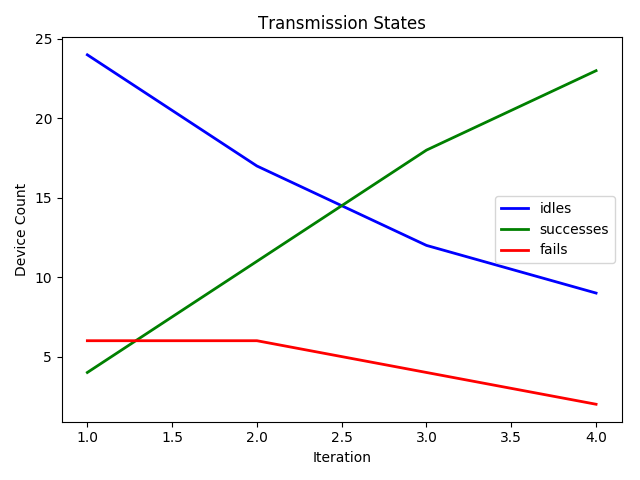 Transmission States
25
20
15
10
5
Device Count
idles
successes
fails
1.0 1.5 2.0 2.5 3.0 3.5 4.0
Iteration